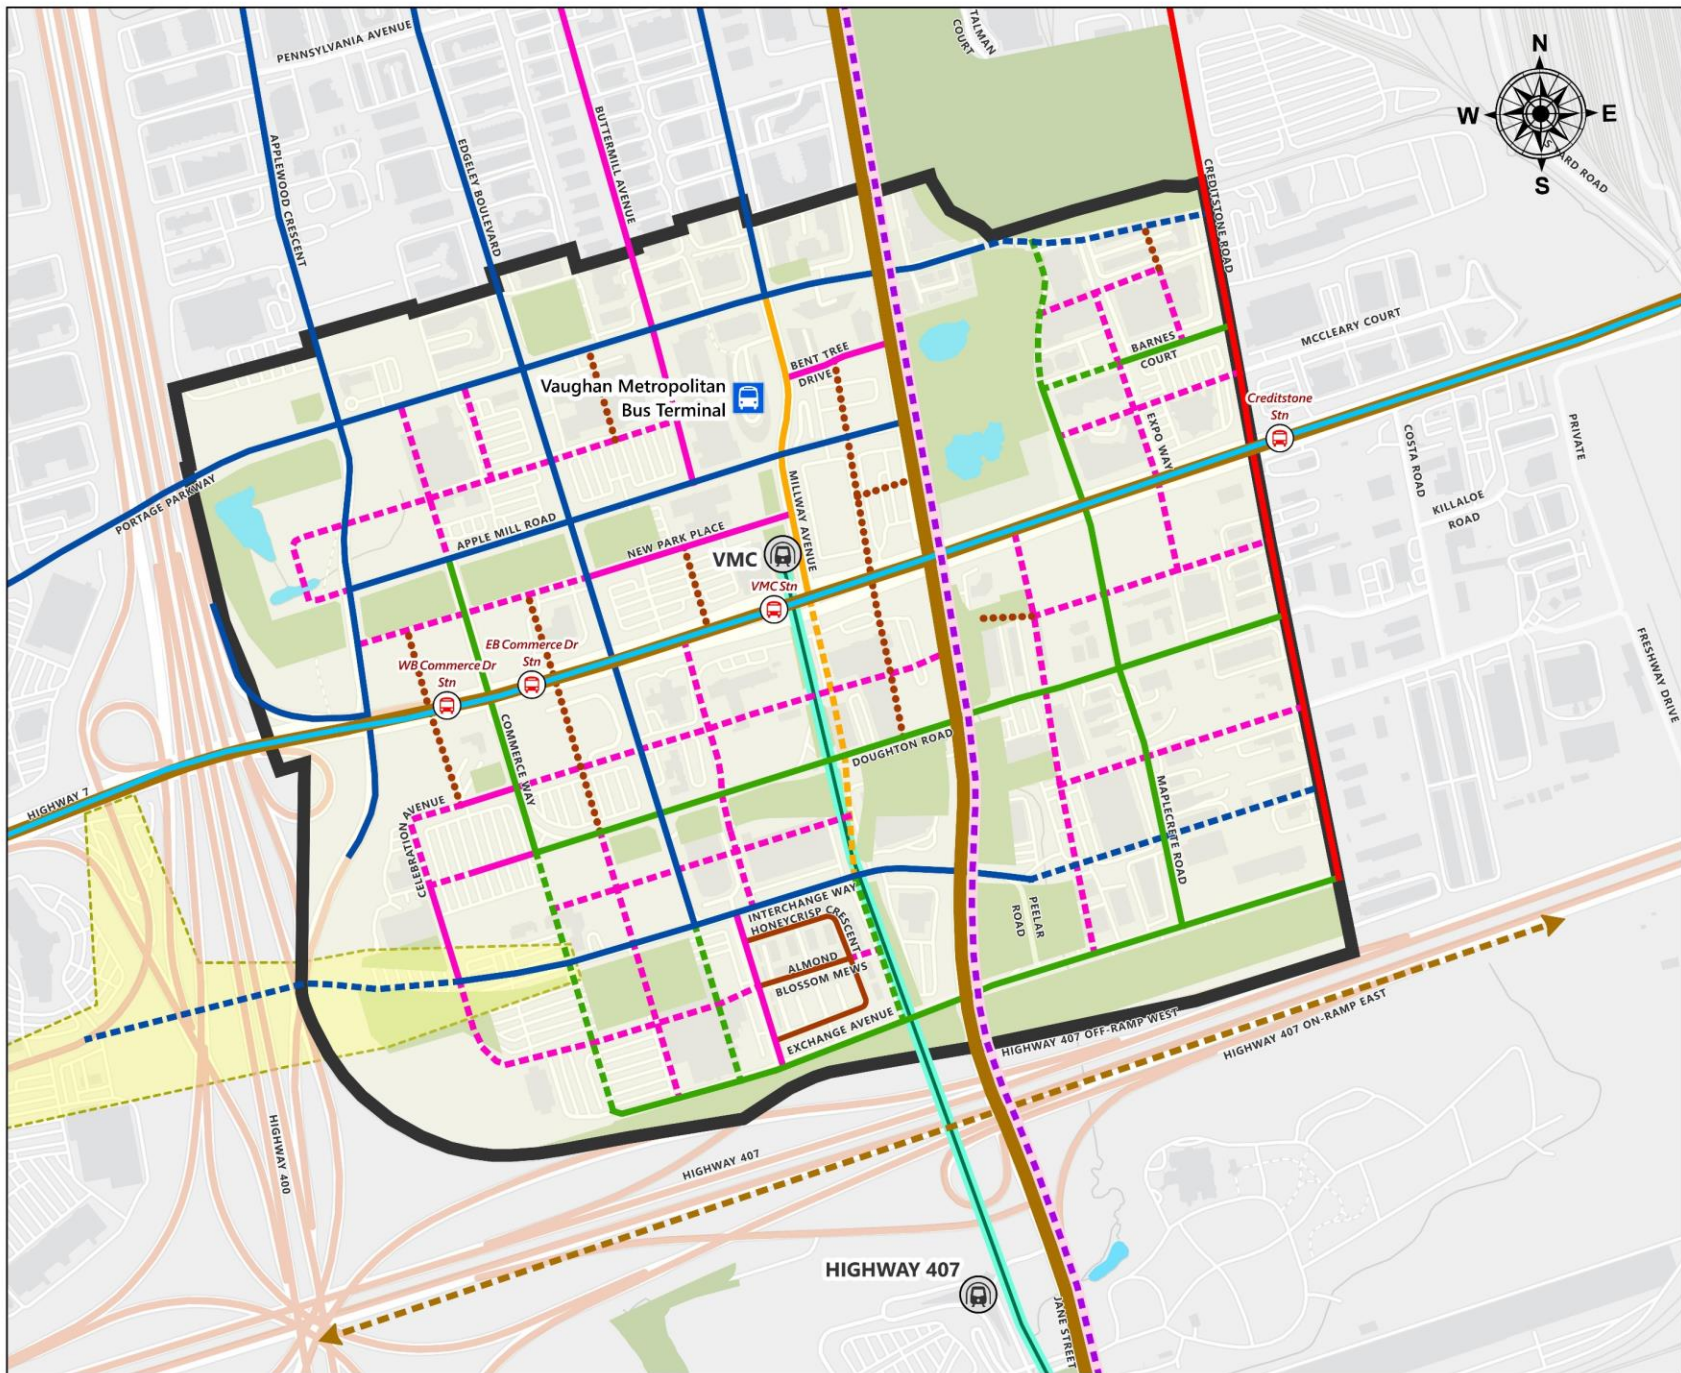 PENNSYLVANIA AVENUE
TALMAN
COURT
N
W
E
S
APPLEWOOD CRESCENT
EDGELEY BOULEVARD
BUTTERMILL AVENUE
CREDITSTONE ROAD
MCCLEARY COURT
BENT TREE
DRIVE
BARNES
COURT
Vaughan Metropolitan
Bus Terminal
Creditstone
Stn
EXPO WAY
COSTA ROAD
PRIVATE
KILLALOE
ROAD
PORTAGE PARKWAY
APPLE MILL ROAD
NEW PARK PLACE
MILLWAY AVENUE
VMC
VMC Stn
EB Commerce Dr
Stn
WB Commerce Dr
Stn
FRESHWAY DRIVE
COMMERCE WAY
DOUGHTON ROAD
HIGHWAY 7
CELEBRATION AVENUE
MAPLECRETE ROAD
INTERCHANGE WAY
HONEYCRISP CRESCENT
PEELAR
ROAD
ALMOND
BLOSSOM MEWS
EXCHANGE AVENUE
HIGHWAY 407 OFF-RAMP WEST
HIGHWAY 407 ON-RAMP EAST
HIGHWAY 400
HIGHWAY 407
HIGHWAY 407
JANE STREET